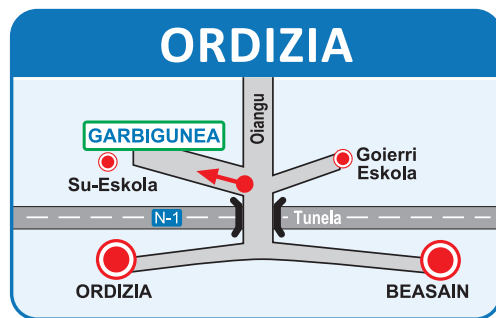 ORDIZIA
GARBIGUNEA
Oiangu
Su-Eskola
Goierri
Eskola
N-1
Tunela
ORDIZIA
BEASAIN